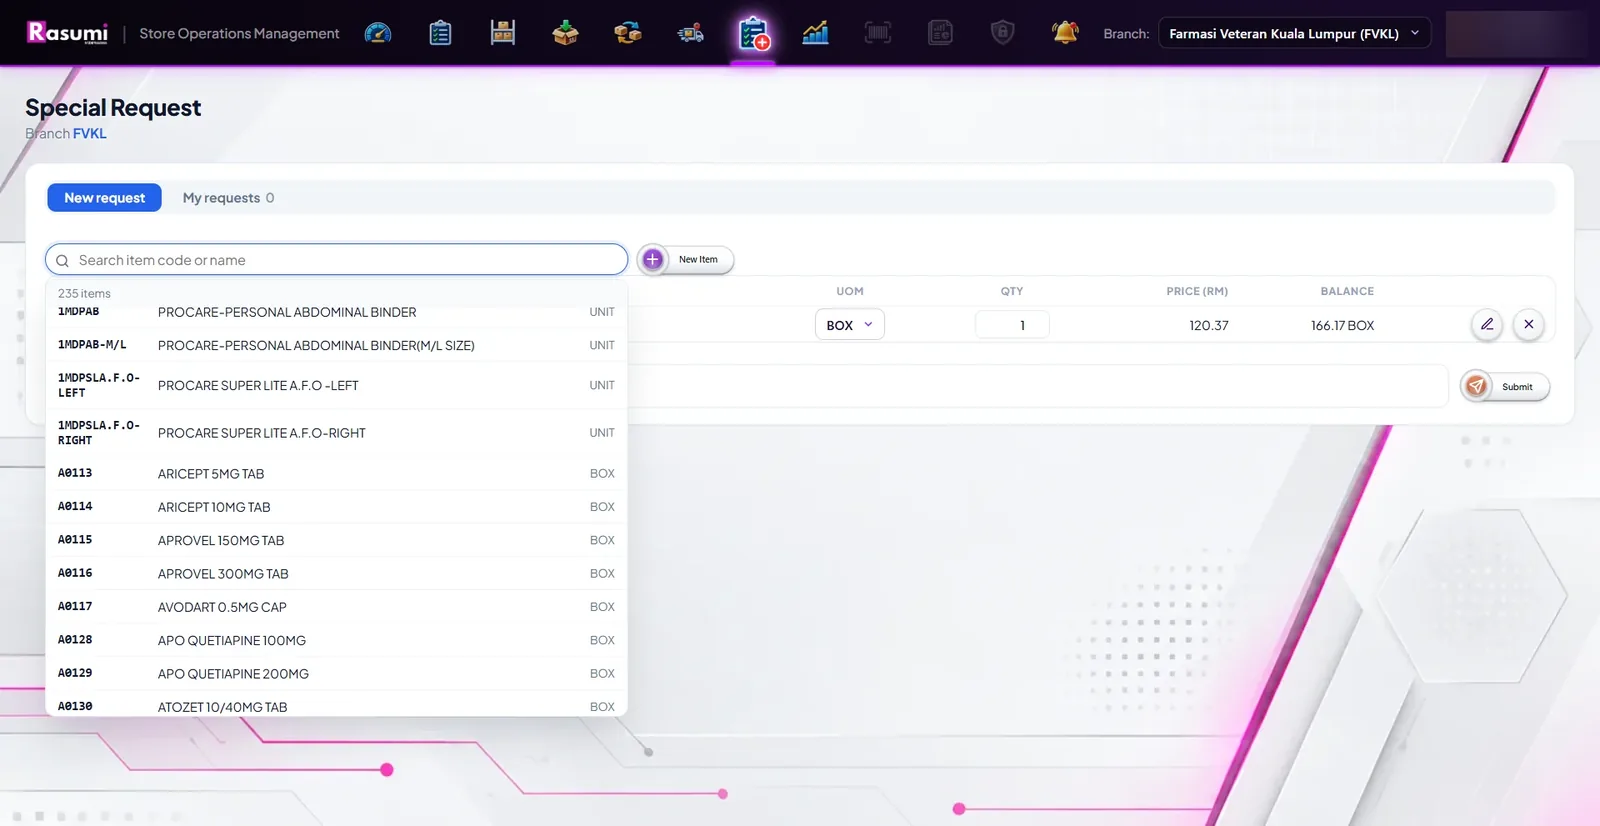 Rasumi
Store Operations Management
Branch:
Farmasi Veteran Kuala Lumpur (FVKL)
Special Request
Branch FVKL
New request
My requests 0
Search item code or name
New Item
235 items
UOM
QTY
PRICE (RM)
BALANCE
BOX
1
120.37
166.17 BOX
Submit
1MDPAB PROCARE-PERSONAL ABDOMINAL BINDER UNIT
1MDPAB-M/L PROCARE-PERSONAL ABDOMINAL BINDER(M/L SIZE) UNIT
1MDPSLA.F.O-
LEFT
PROCARE SUPER LITE A.F.O -LEFT UNIT
1MDPSLA.F.O-
RIGHT
PROCARE SUPER LITE A.F.O-RIGHT UNIT
A0113 ARICEPT 5MG TAB BOX
A0114 ARICEPT 10MG TAB BOX
A0115 APROVEL 150MG TAB BOX
A0116 APROVEL 300MG TAB BOX
A0117 AVODART 0.5MG CAP BOX
A0128 APO QUETIAPINE 100MG BOX
A0129 APO QUETIAPINE 200MG BOX
A0130 ATOZET 10/40MG TAB BOX